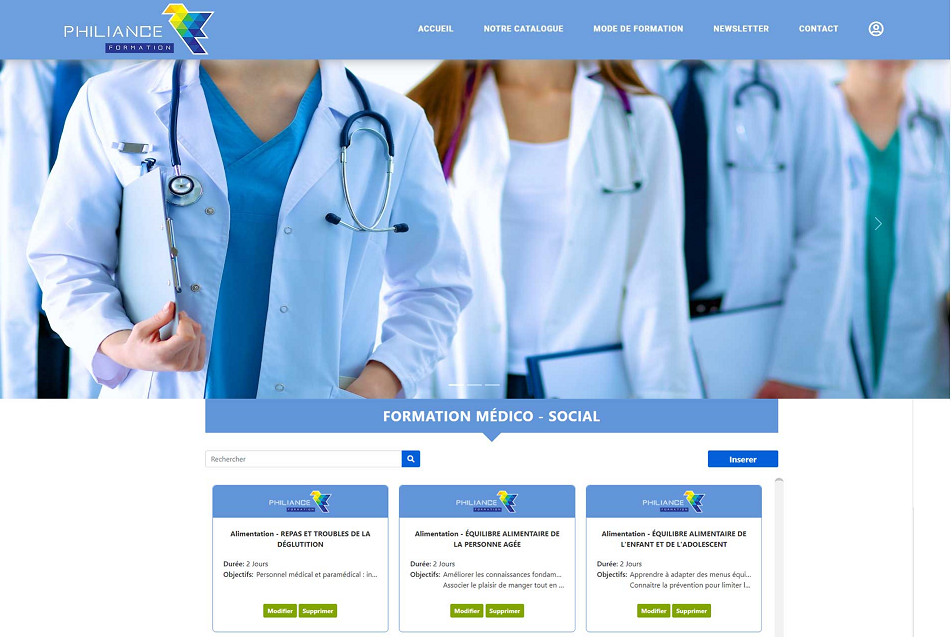 PHILIANCE
FORMATION
ACCUEIL NOTRE CATALOGUE MODE DE FORMATION NEWSLETTER CONTACT
FORMATION MÉDICO - SOCIAL
Rechercher
Inserer
PHILIANCE
FORMATION
Alimentation - REPAS ET TROUBLES DE LA
DÉGLUTITION
Durée: 2 Jours
Objectifs: Personnel médical et paramédical : in...
Modifier Supprimer
PHILIANCE
FORMATION
Alimentation - ÉQUILIBRE ALIMENTAIRE DE
LA PERSONNE AGÉE
Durée: 2 Jours
Objectifs: Améliorer les connaissances fondam...
Associer le plaisir de manger tout en ...
Modifier Supprimer
PHILIANCE
FORMATION
Alimentation - ÉQUILIBRE ALIMENTAIRE DE
L'ENFANT ET DE L'ADOLESCENT
Durée: 2 Jours
Objectifs: Apprendre à adapter des menus équi...
Connaitre la prévention pour limiter l...
Modifier Supprimer